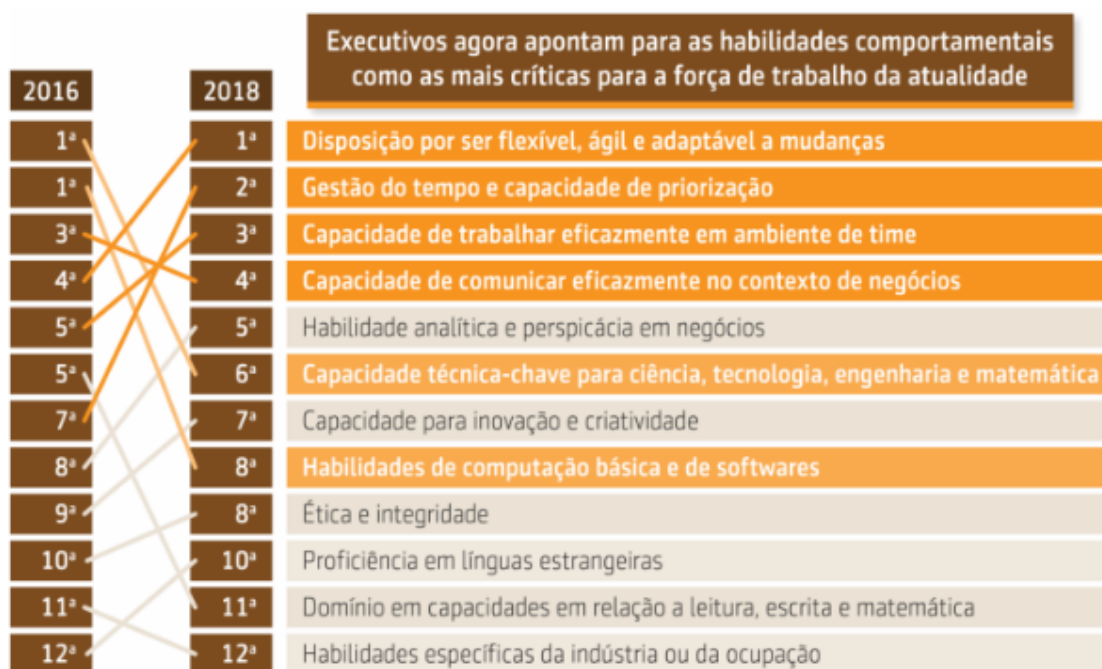 Executivos agora apontam para as habilidades comportamentais
como as mais críticas para a força de trabalho da atualidade
2016 2018
1ª 1ª Disposição por ser flexível, ágil e adaptável a mudanças
1ª 2ª Gestão do tempo e capacidade de priorização
3ª 3ª Capacidade de trabalhar eficazmente em ambiente de time
4ª 4ª Capacidade de comunicar eficazmente no contexto de negócios
5ª 5ª Habilidade analítica e perspicácia em negócios
5ª 6ª Capacidade técnica-chave para ciência, tecnologia, engenharia e matemática
7ª 7ª Capacidade para inovação e criatividade
8ª 8ª Habilidades de computação básica e de softwares
9ª 8ª Ética e integridade
10ª 10ª Proficiência em línguas estrangeiras
11ª 11ª Domínio em capacidades em relação a leitura, escrita e matemática
12ª 12ª Habilidades específicas da indústria ou da ocupação